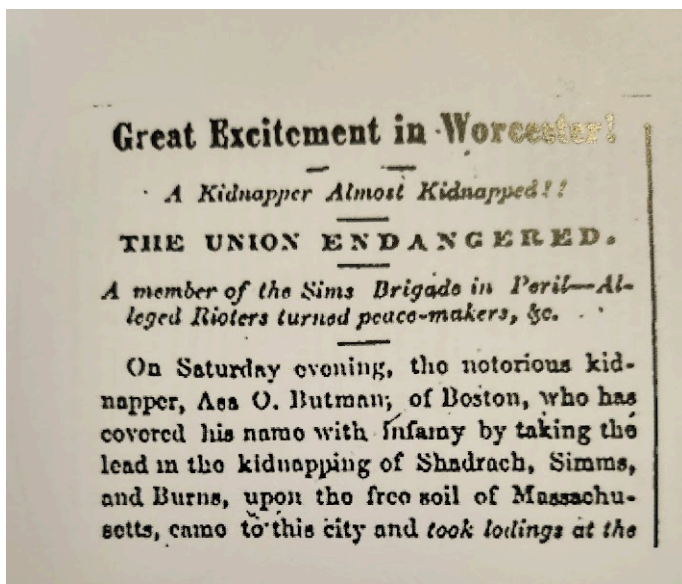 Great Excitement in Worcester!
A Kidnapper Almost Kidnapped!!
THE UNION ENDANGERED.
A member of the Sims Brigade in Peril—Al-
leged Rioters turned peace-makers, &c.
On Saturday evening, the notorious kid-
napper, Asa O. Butman, of Boston, who has
covered his name with infamy by taking the
lead in the kidnapping of Shadrach, Simms,
and Burns, upon the free soil of Massachu-
setts, came to this city and took lodings at the